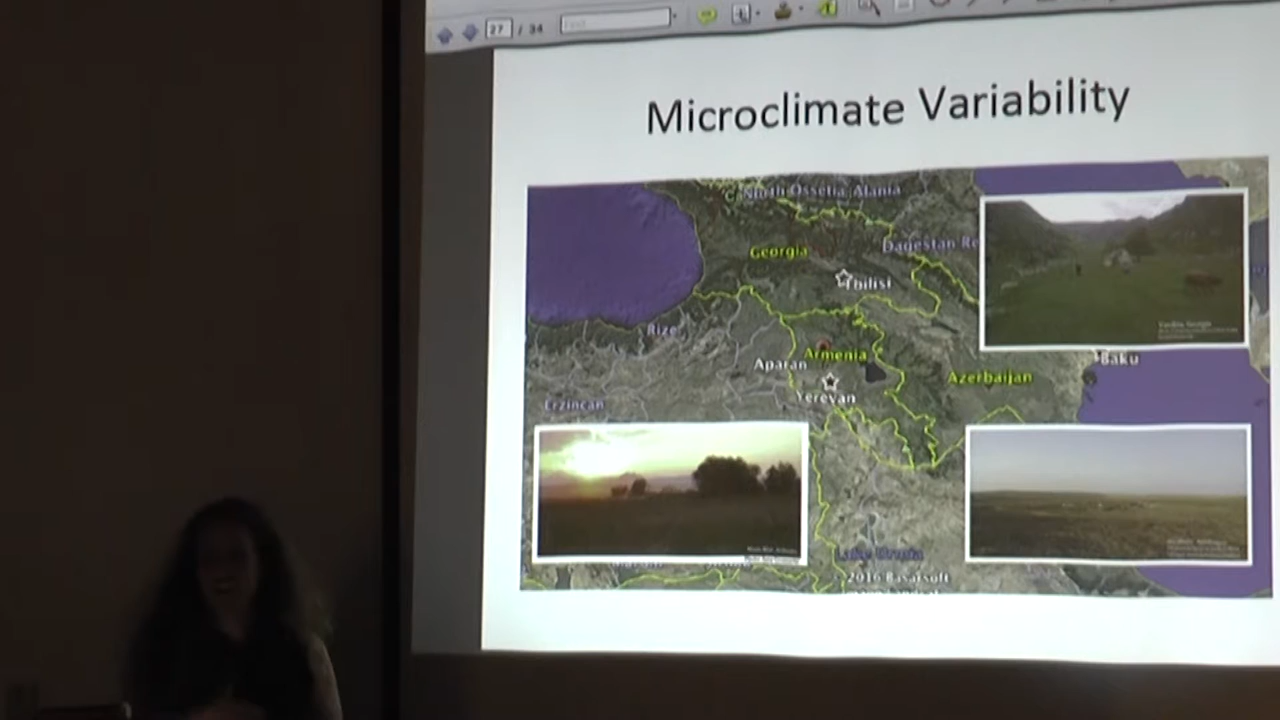 27 / 34
Microclimate Variability
North Ossetia-Alania
Georgia
Dagestan Re
Tbilisi
Rize
Armenia
Aparan
Baku
Azerbaijan
Yerevan
Erzincan
Lake Urmia
2016 Basarsoft